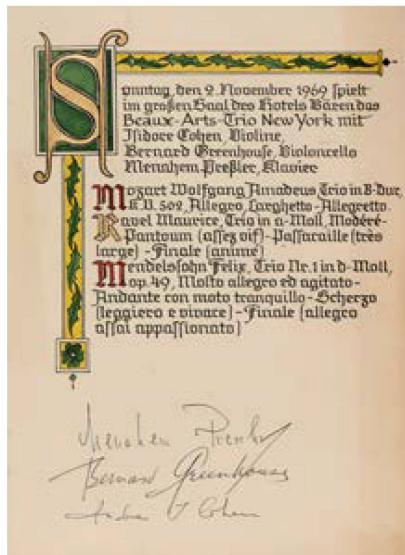 Sonntag, den 2. November 1969 spielt
im großen Saal des Hotels Bären das
Beaux-Arts-Trio New York mit
Isidore Cohen, Violine,
Bernard Greenhouse, Violoncello
Menahem Preßler, Klavier
Mozart Wolfgang Amadeus, Trio in B-Dur,
K.V. 502, Allegro, Larghetto-Allegretto.
Ravel Maurice, Trio in a-Moll, Modéré-
Pantoum (assez vif)-Passacaille (très
large)-Finale (animé)
Mendelssohn Felix, Trio Nr. 1 in d-Moll,
op. 49, Molto allegro ed agitato-
Andante con moto tranquillo-Scherzo
(leggiero e vivace)-Finale (allegro
assai appassionato)
Menahem Pressler
Bernard Greenhouse
Isidore Cohen